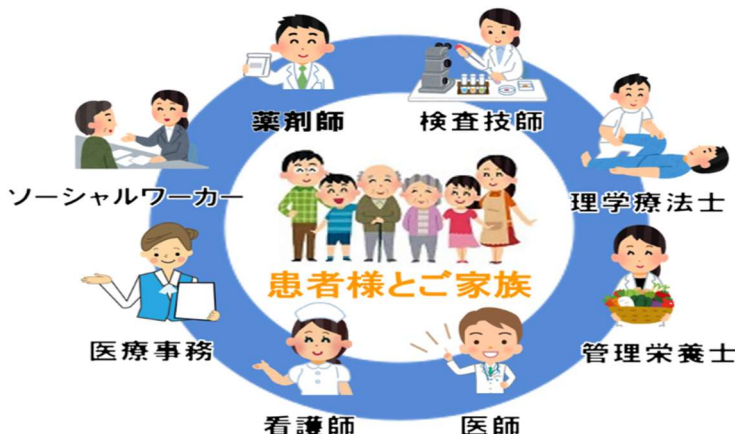 薬剤師
検査技師
ソーシャルワーカー
理学療法士
患者様とご家族
医療事務
管理栄養士
看護師
医師